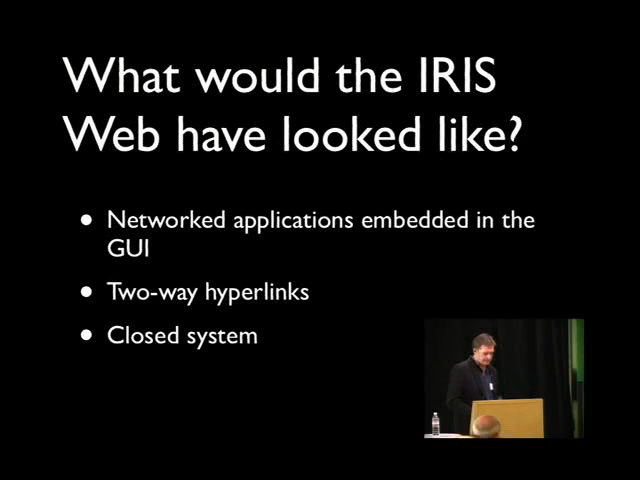 What would the IRIS
Web have looked like?
• Networked applications embedded in the
GUI
• Two-way hyperlinks
• Closed system